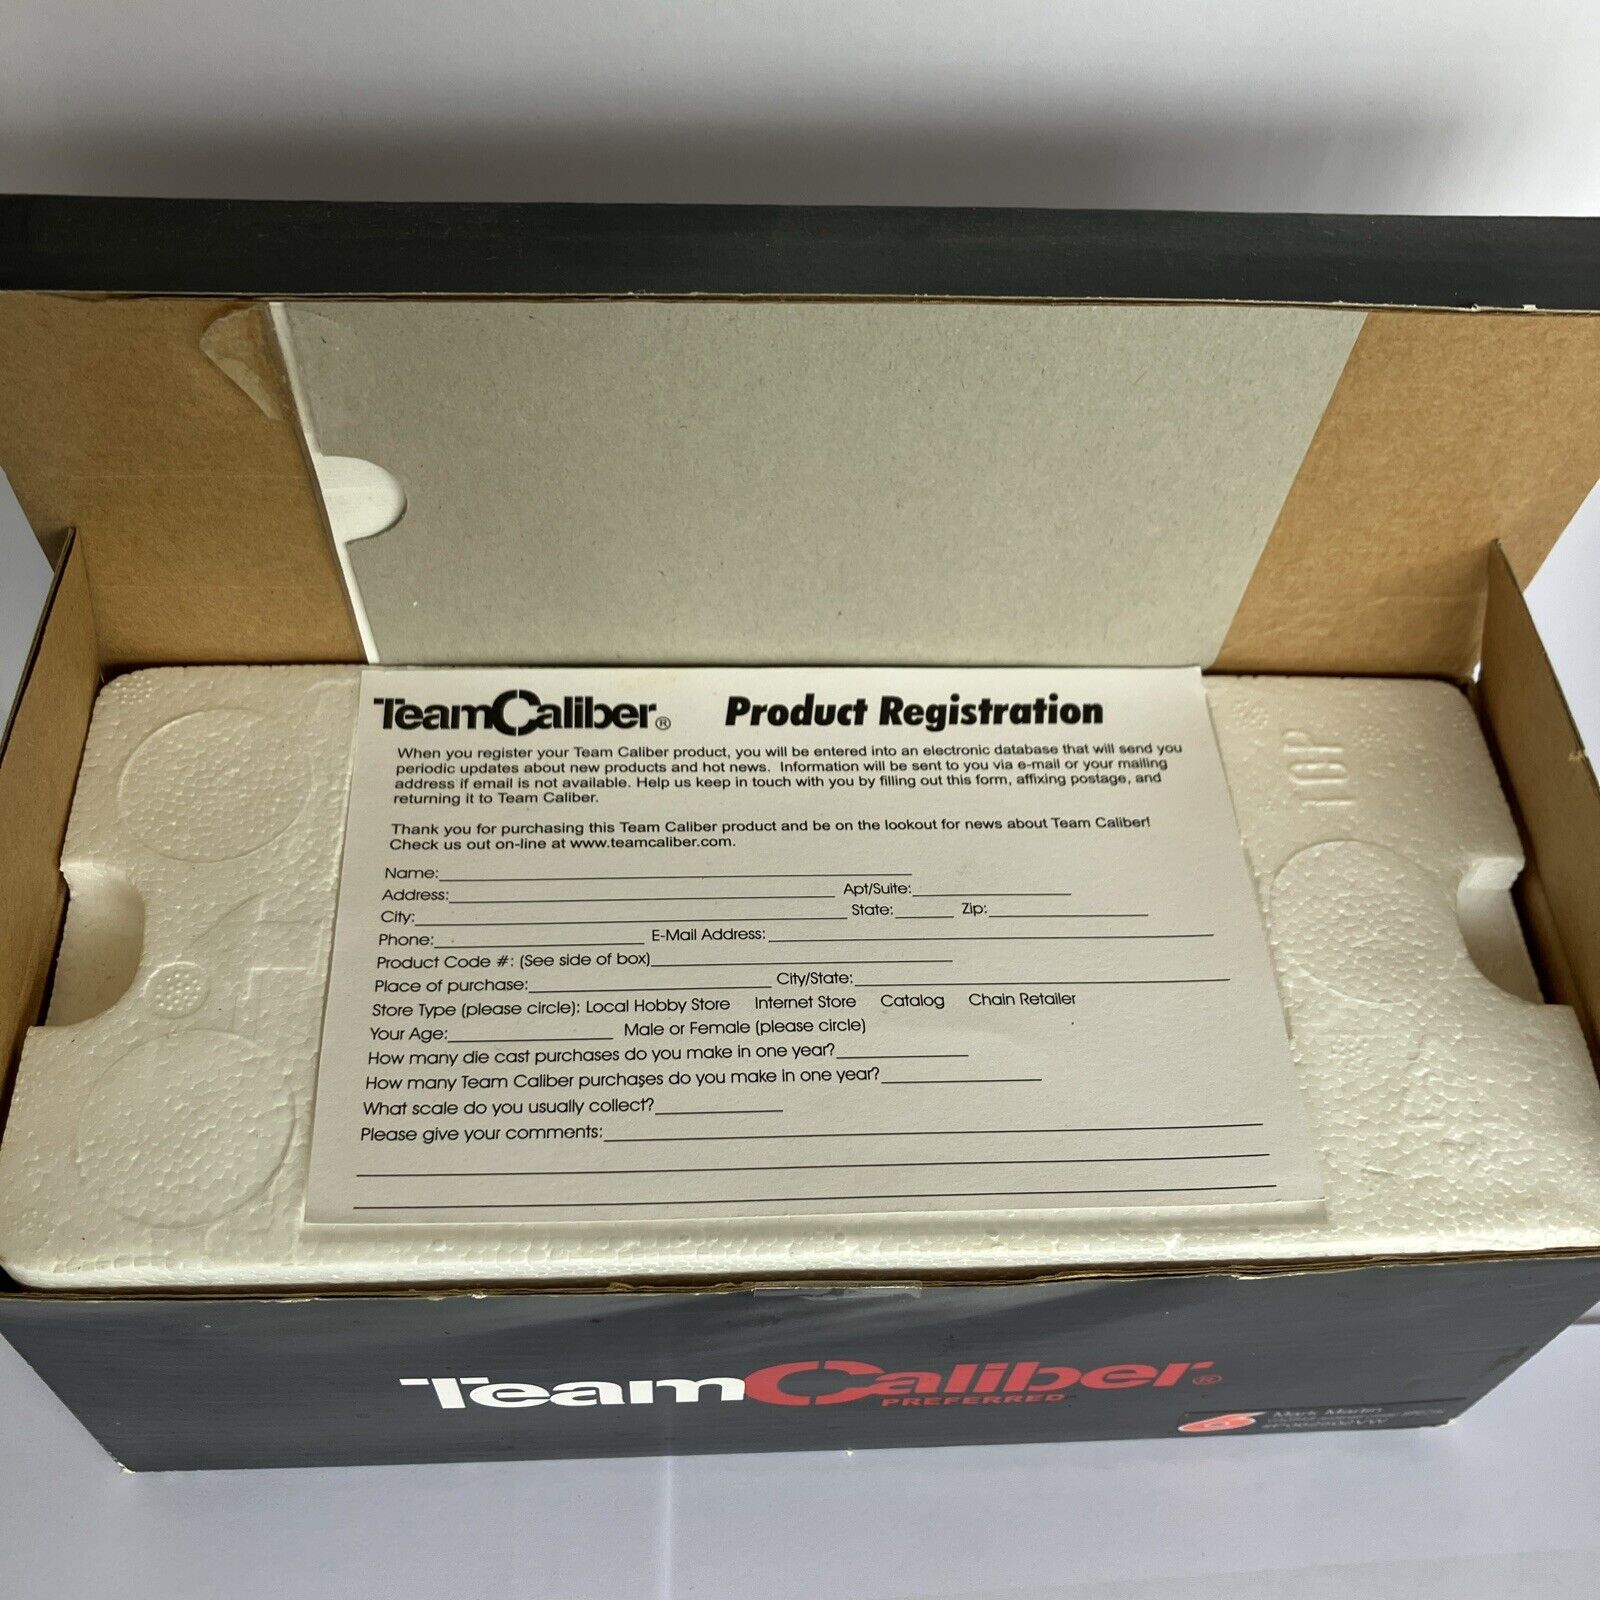 TeamCaliber® Product Registration
When you register your Team Caliber product, you will be entered into an electronic database that will send you
periodic updates about new products and hot news. Information will be sent to you via e-mail or your mailing
address if email is not available. Help us keep in touch with you by filling out this form, affixing postage, and
returning it to Team Caliber.
Thank you for purchasing this Team Caliber product and be on the lookout for news about Team Caliber!
Check us out on-line at www.teamcaliber.com.
Name:
Address: Apt/Suite:
City: State: Zip:
Phone: E-Mail Address:
Product Code #: (See side of box)
Place of purchase: City/State:
Store Type (please circle): Local Hobby Store Internet Store Catalog Chain Retailer
Your Age: Male or Female (please circle)
How many die cast purchases do you make in one year?
How many Team Caliber purchases do you make in one year?
What scale do you usually collect?
Please give your comments:
TeamCaliber®
PREFERRED
6 Mark Martin